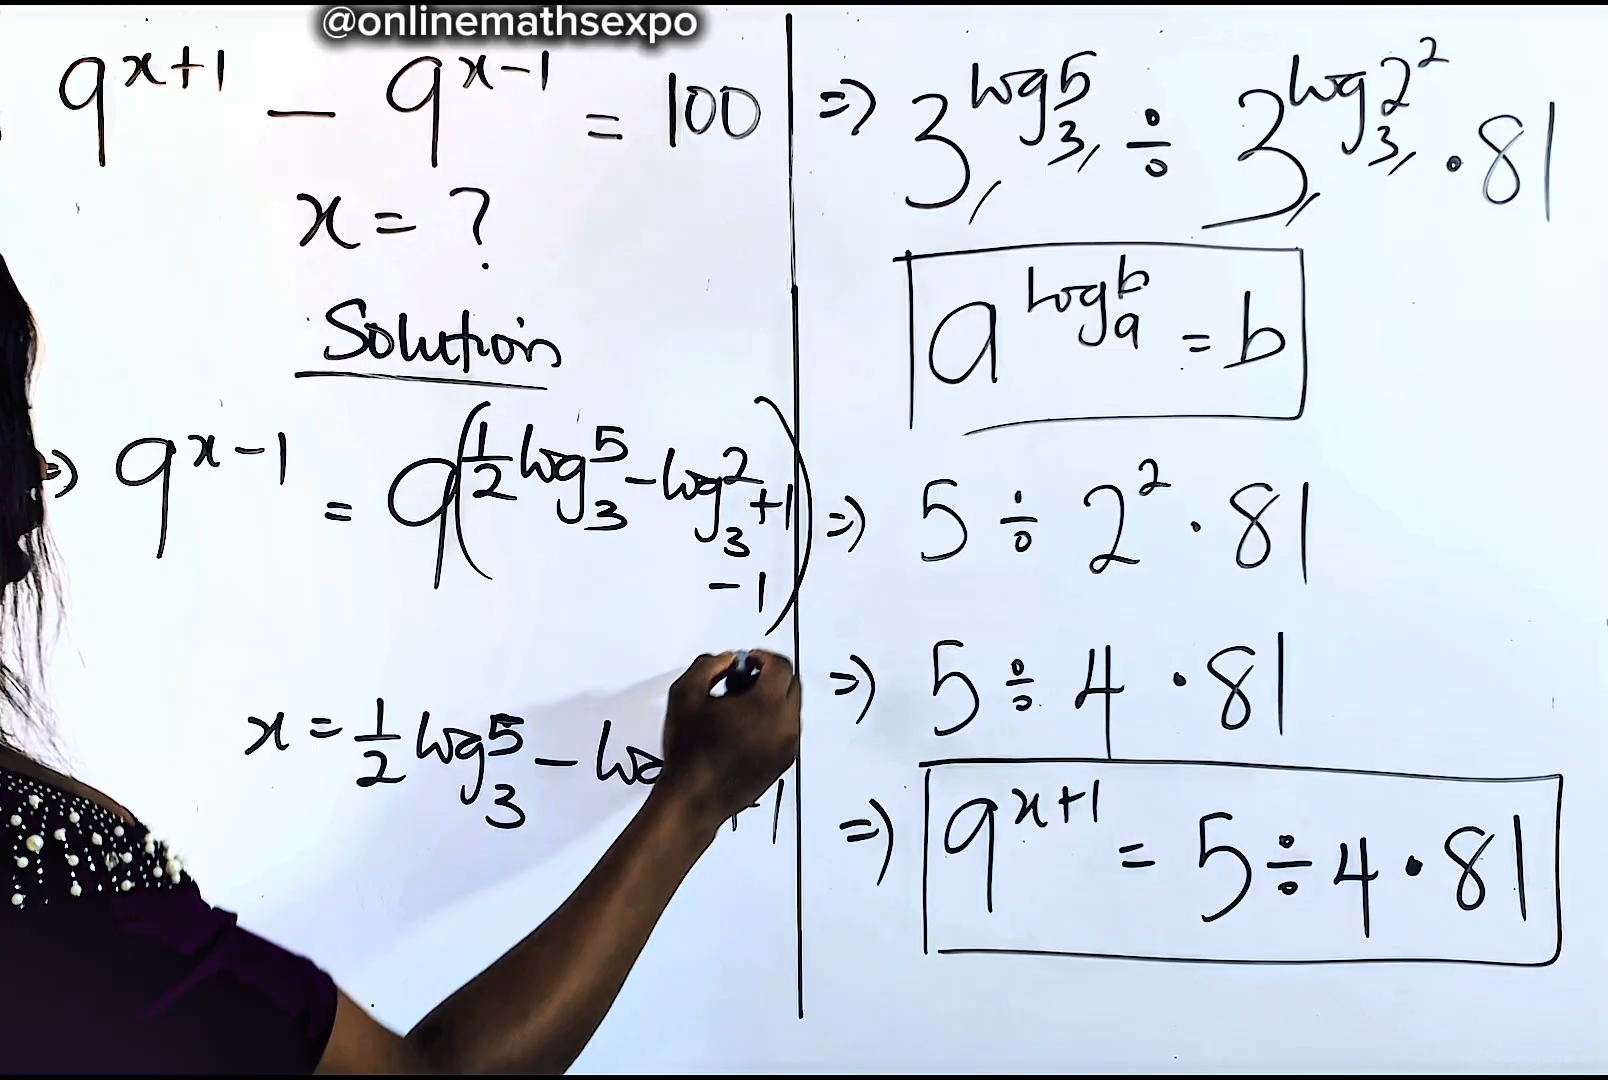 @onlinemathsexpo
9^(x+1) - 9^(x-1) = 100
x = ?
Solution
=> 9^(x-1) = 9^(1/2 log_3 5 - log_3 2 + 1 - 1)
x = 1/2 log_3 5 - log + 1
=> 3^(log_3 5) ÷ 3^(log_3 2^2) . 81
a^(log_a b) = b
=> 5 ÷ 2^2 . 81
=> 5 ÷ 4 . 81
=> 9^(x+1) = 5 ÷ 4 . 81